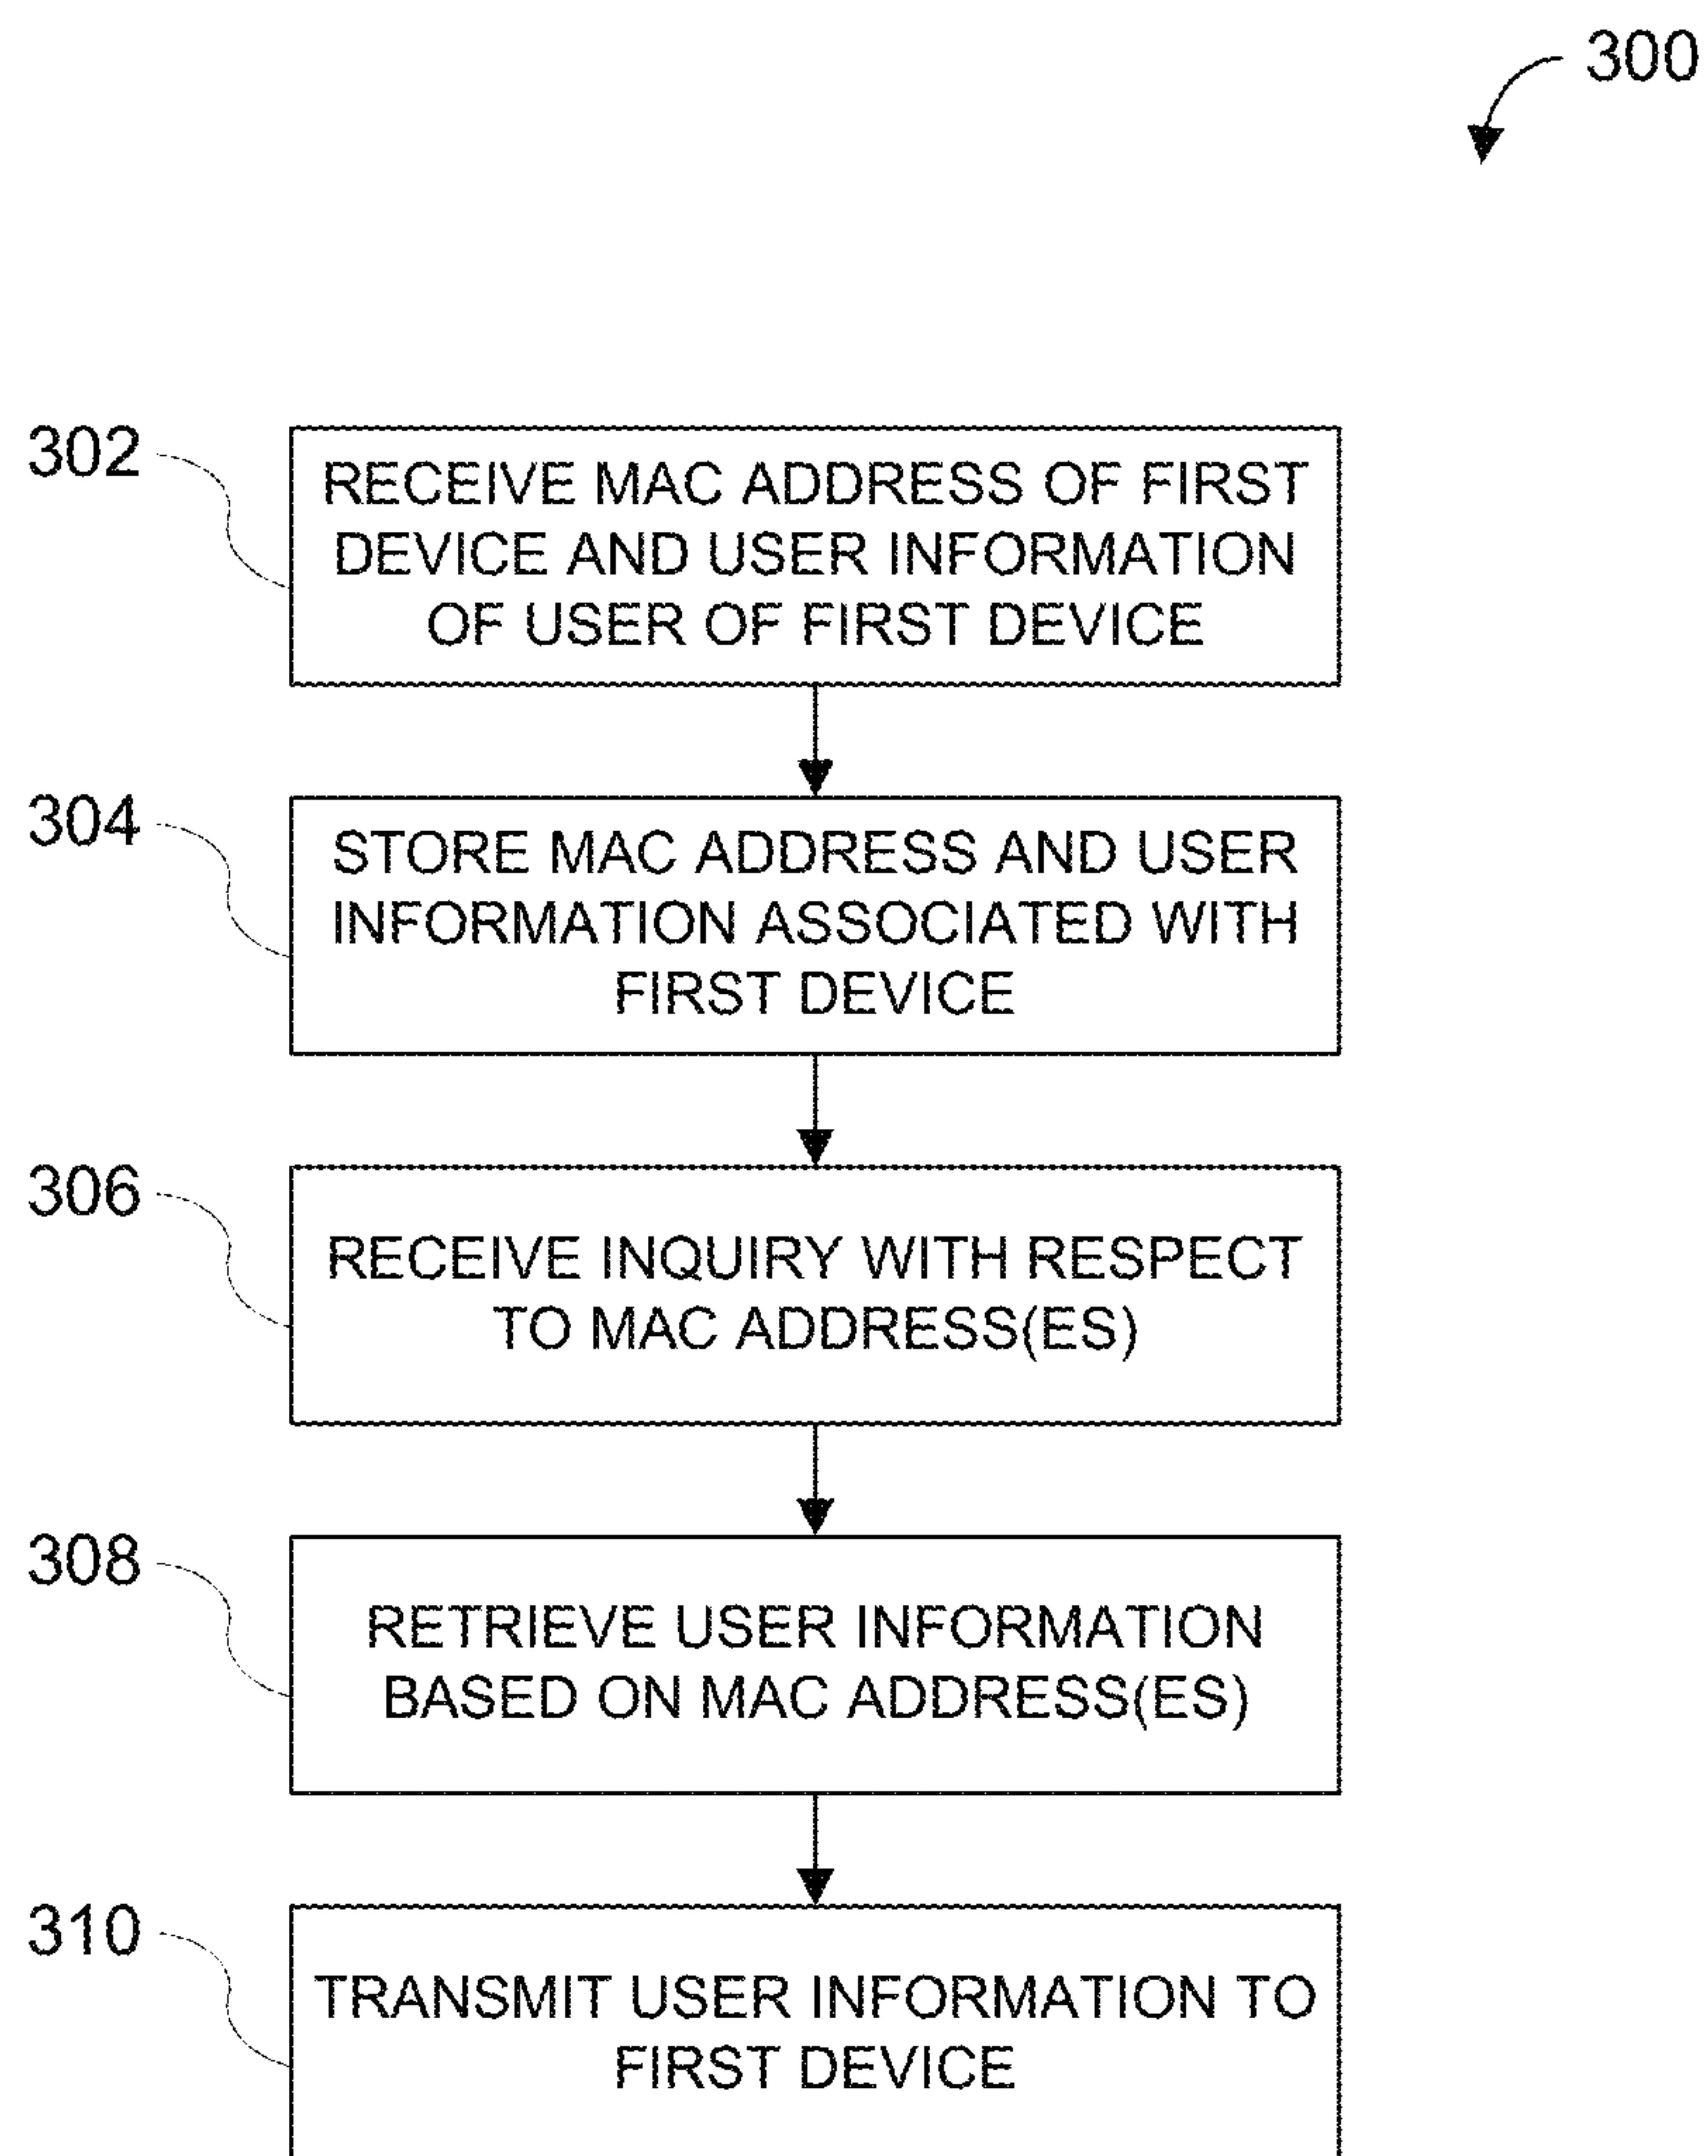 300
302
RECEIVE MAC ADDRESS OF FIRST
DEVICE AND USER INFORMATION
OF USER OF FIRST DEVICE
304
STORE MAC ADDRESS AND USER
INFORMATION ASSOCIATED WITH
FIRST DEVICE
306
RECEIVE INQUIRY WITH RESPECT
TO MAC ADDRESS(ES)
308
RETRIEVE USER INFORMATION
BASED ON MAC ADDRESS(ES)
310
TRANSMIT USER INFORMATION TO
FIRST DEVICE